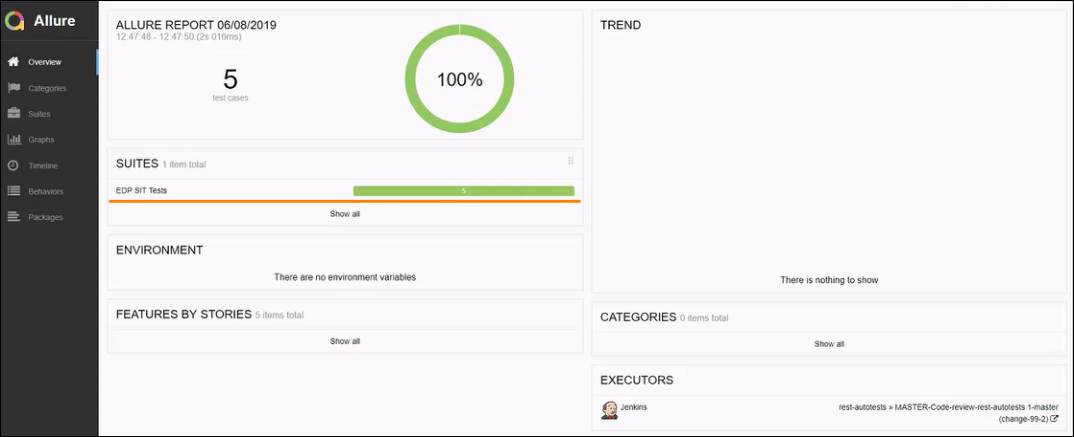 Allure
Overview
Categories
Suites
Graphs
Timeline
Behaviors
Packages
ALLURE REPORT 06/08/2019
12:47:48 - 12:47:50 (2s 016ms)
5
test cases
100%
SUITES 1 item total
EDP SIT Tests 5
Show all
ENVIRONMENT
There are no environment variables
FEATURES BY STORIES 5 items total
Show all
TREND
There is nothing to show
CATEGORIES 0 items total
Show all
EXECUTORS
Jenkins rest-autotests » MASTER-Code-review-rest-autotests 1-master
(change-99-2)